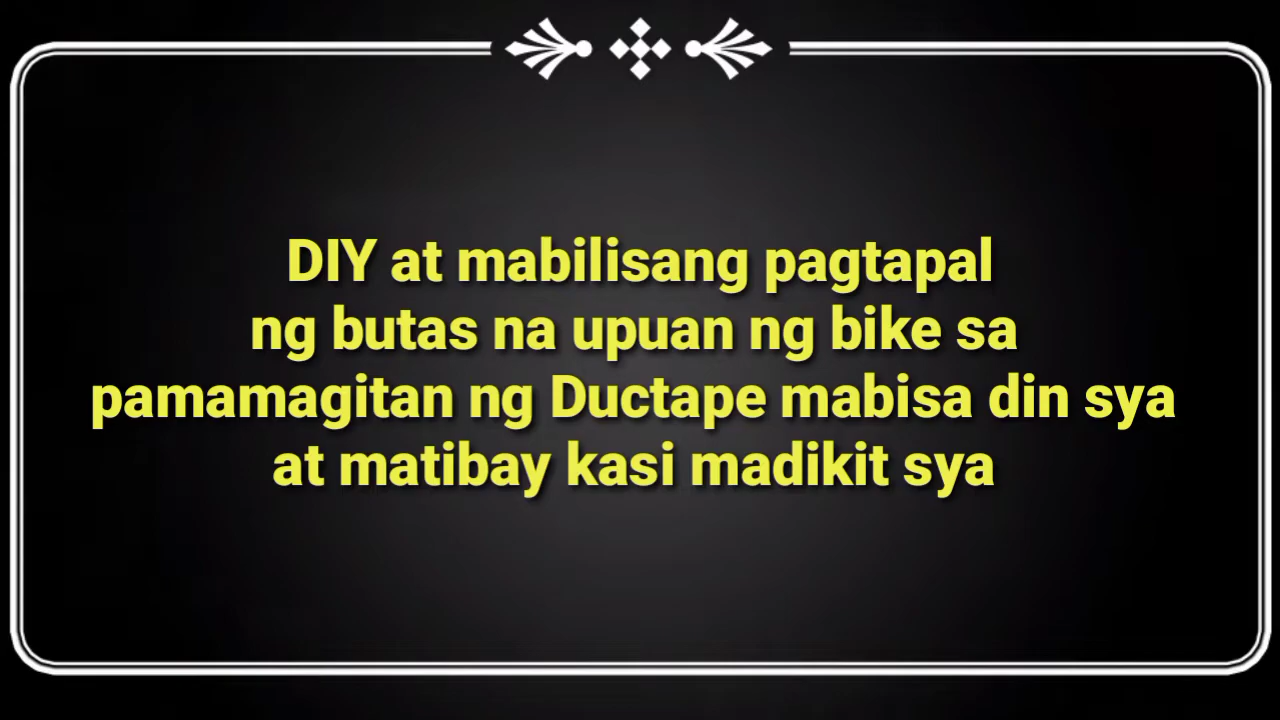 DIY at mabilisang pagtapal
ng butas na upuan ng bike sa
pamamagitan ng Ductape mabisa din sya
at matibay kasi madikit sya